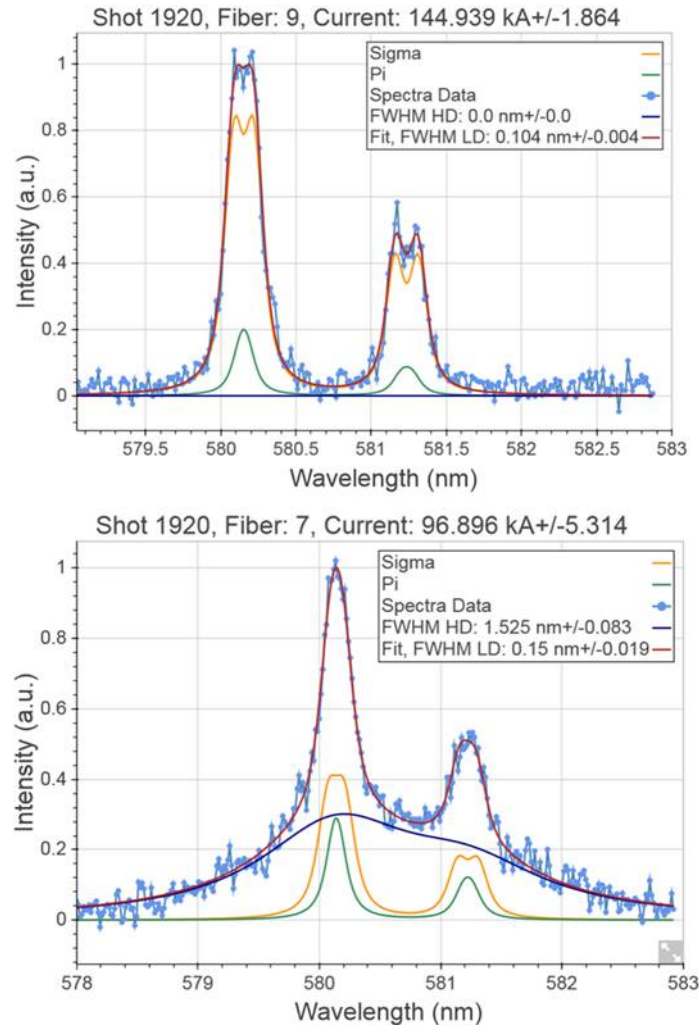 Shot 1920, Fiber: 9, Current: 144.939 kA+/-1.864
Sigma
Pi
Spectra Data
FWHM HD: 0.0 nm+/-0.0
Fit, FWHM LD: 0.104 nm+/-0.004
1
0.8
0.6
0.4
0.2
0
Intensity (a.u.)
579.5 580 580.5 581 581.5 582 582.5 583
Wavelength (nm)
Shot 1920, Fiber: 7, Current: 96.896 kA+/-5.314
Sigma
Pi
Spectra Data
FWHM HD: 1.525 nm+/-0.083
Fit, FWHM LD: 0.15 nm+/-0.019
1
0.8
0.6
0.4
0.2
0
Intensity (a.u.)
578 579 580 581 582 583
Wavelength (nm)